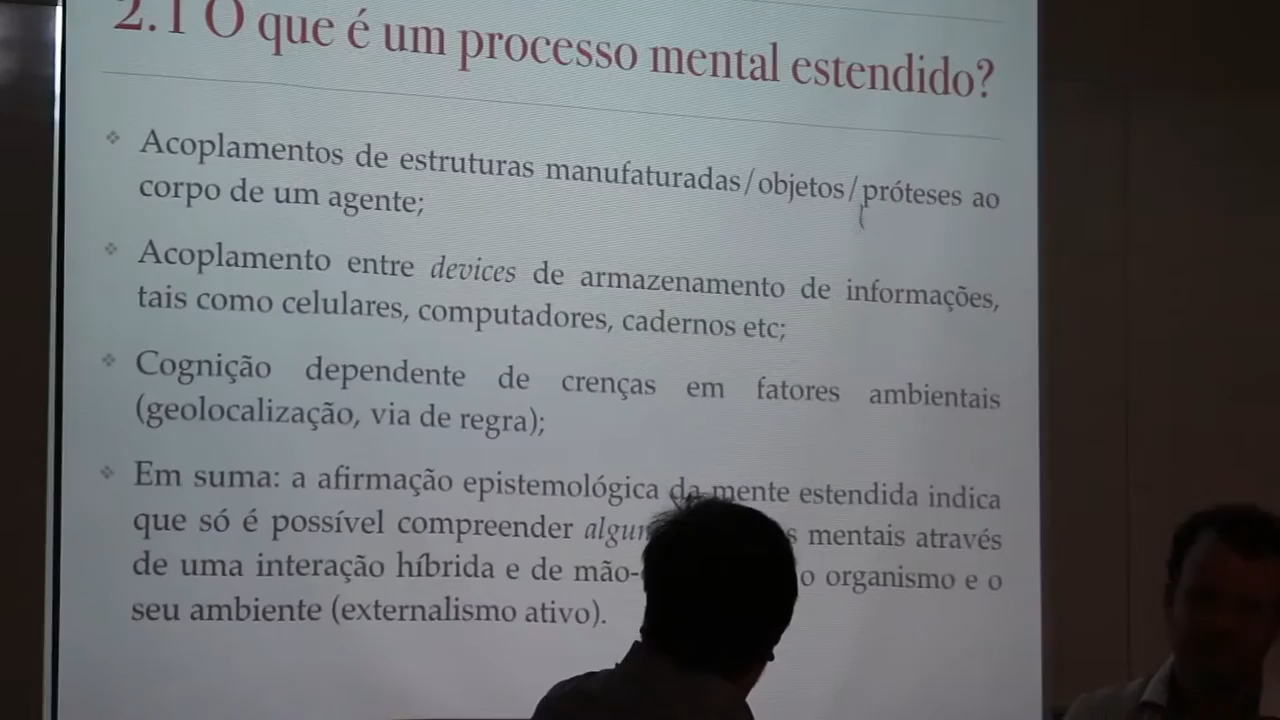 2.1 O que é um processo mental estendido?
Acoplamentos de estruturas manufaturadas/objetos/próteses ao
corpo de um agente;
Acoplamento entre devices de armazenamento de informações,
tais como celulares, computadores, cadernos etc;
Cognição dependente de crenças em fatores ambientais
(geolocalização, via de regra);
Em suma: a afirmação epistemológica da mente estendida indica
que só é possível compreender mentais através
de uma interação híbrida e de o organismo e o
seu ambiente (externalismo ativo).